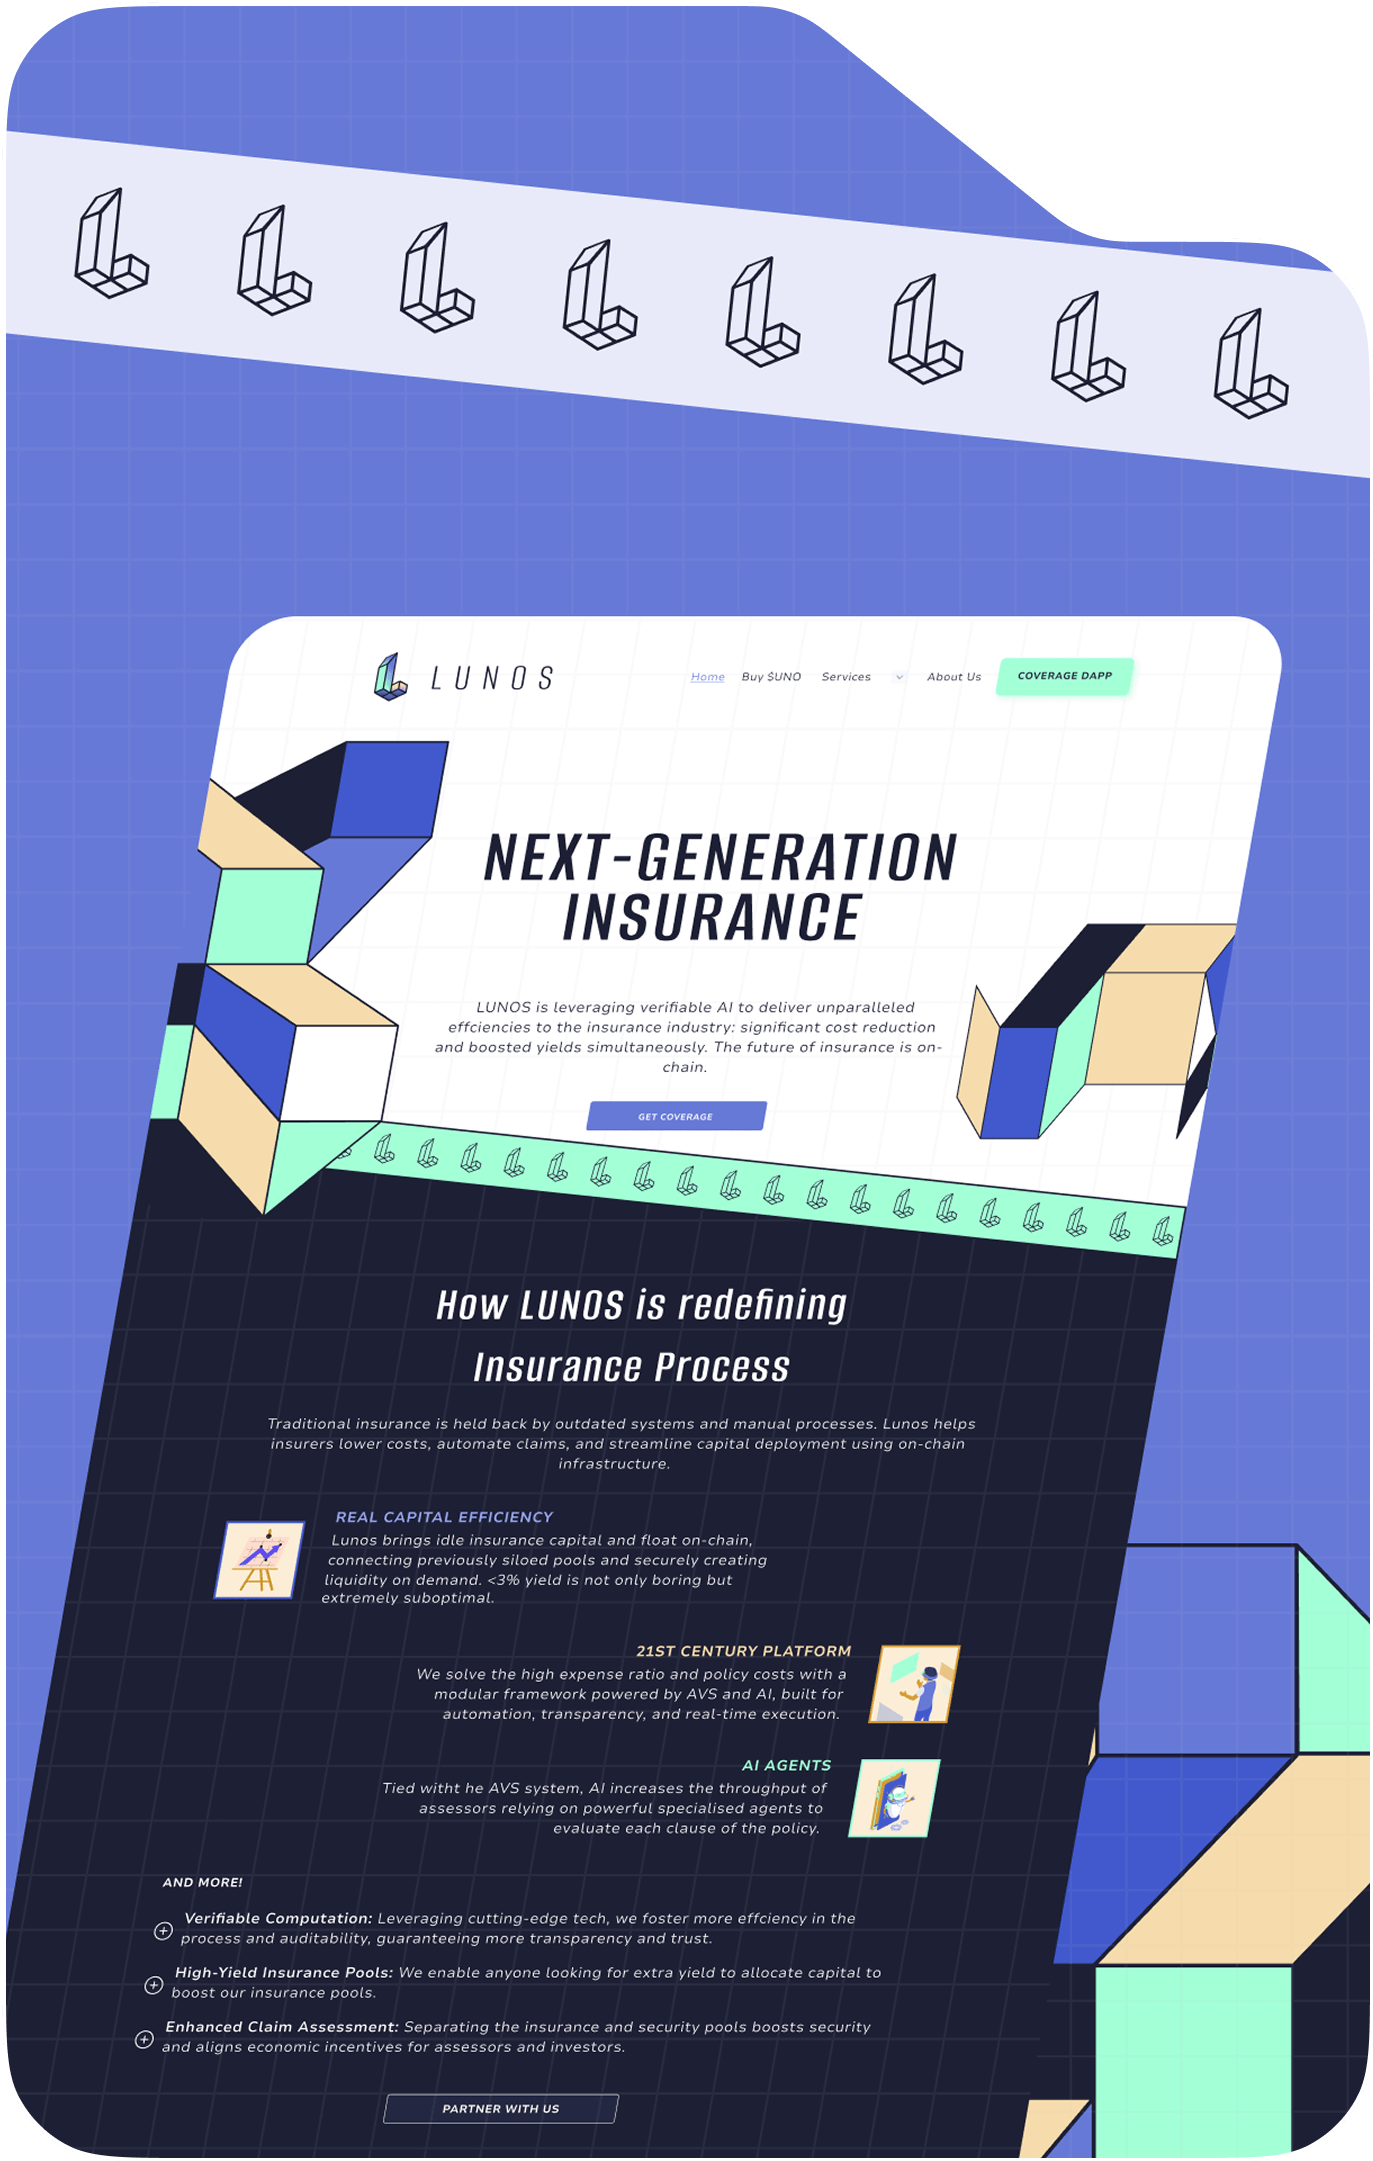 LUNOS
Home Buy $UNO Services About Us COVERAGE DAPP
NEXT-GENERATION
INSURANCE
LUNOS is leveraging verifiable AI to deliver unparalleled
effciencies to the insurance industry: significant cost reduction
and boosted yields simultaneously. The future of insurance is on-
chain.
GET COVERAGE
How LUNOS is redefining
Insurance Process
Traditional insurance is held back by outdated systems and manual processes. Lunos helps
insurers lower costs, automate claims, and streamline capital deployment using on-chain
infrastructure.
REAL CAPITAL EFFICIENCY
Lunos brings idle insurance capital and float on-chain,
connecting previously siloed pools and securely creating
liquidity on demand. <3% yield is not only boring but
extremely suboptimal.
21ST CENTURY PLATFORM
We solve the high expense ratio and policy costs with a
modular framework powered by AVS and AI, built for
automation, transparency, and real-time execution.
AI AGENTS
Tied witht he AVS system, AI increases the throughput of
assessors relying on powerful specialised agents to
evaluate each clause of the policy.
AND MORE!
Verifiable Computation: Leveraging cutting-edge tech, we foster more effciency in the
process and auditability, guaranteeing more transparency and trust.
High-Yield Insurance Pools: We enable anyone looking for extra yield to allocate capital to
boost our insurance pools.
Enhanced Claim Assessment: Separating the insurance and security pools boosts security
and aligns economic incentives for assessors and investors.
PARTNER WITH US